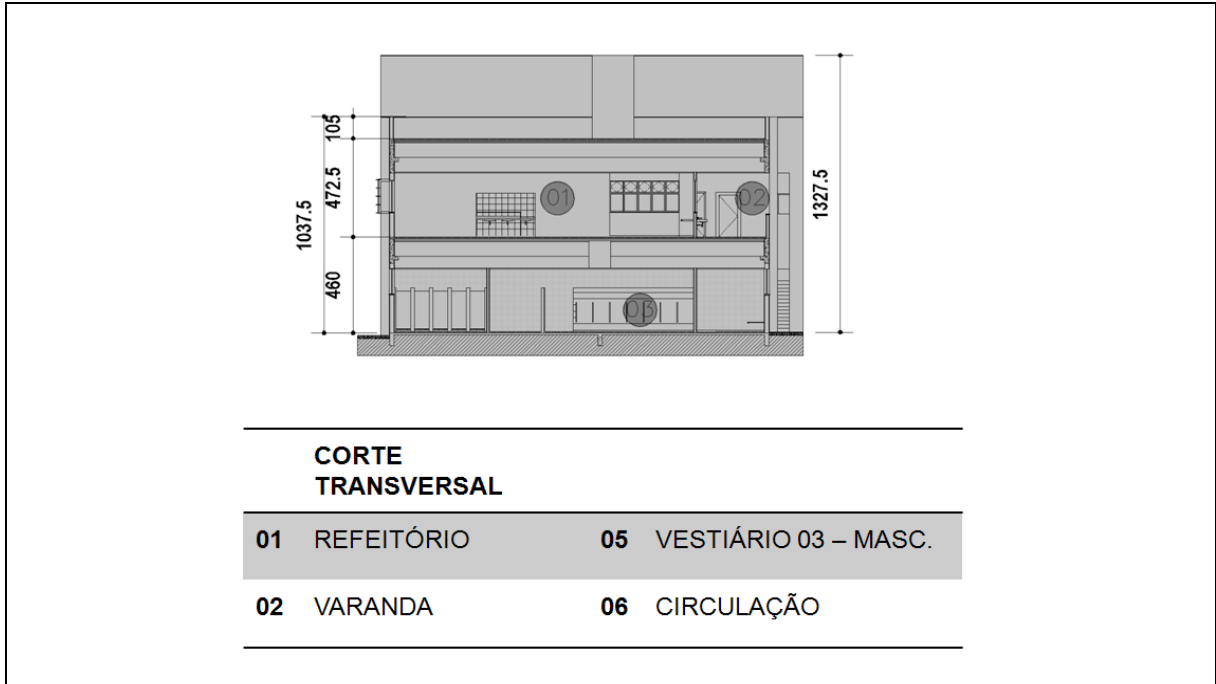 105
472.5
1037.5
460
1327.5
01
02
03
CORTE
TRANSVERSAL
01 REFEITÓRIO 05 VESTIÁRIO 03 – MASC.
02 VARANDA 06 CIRCULAÇÃO